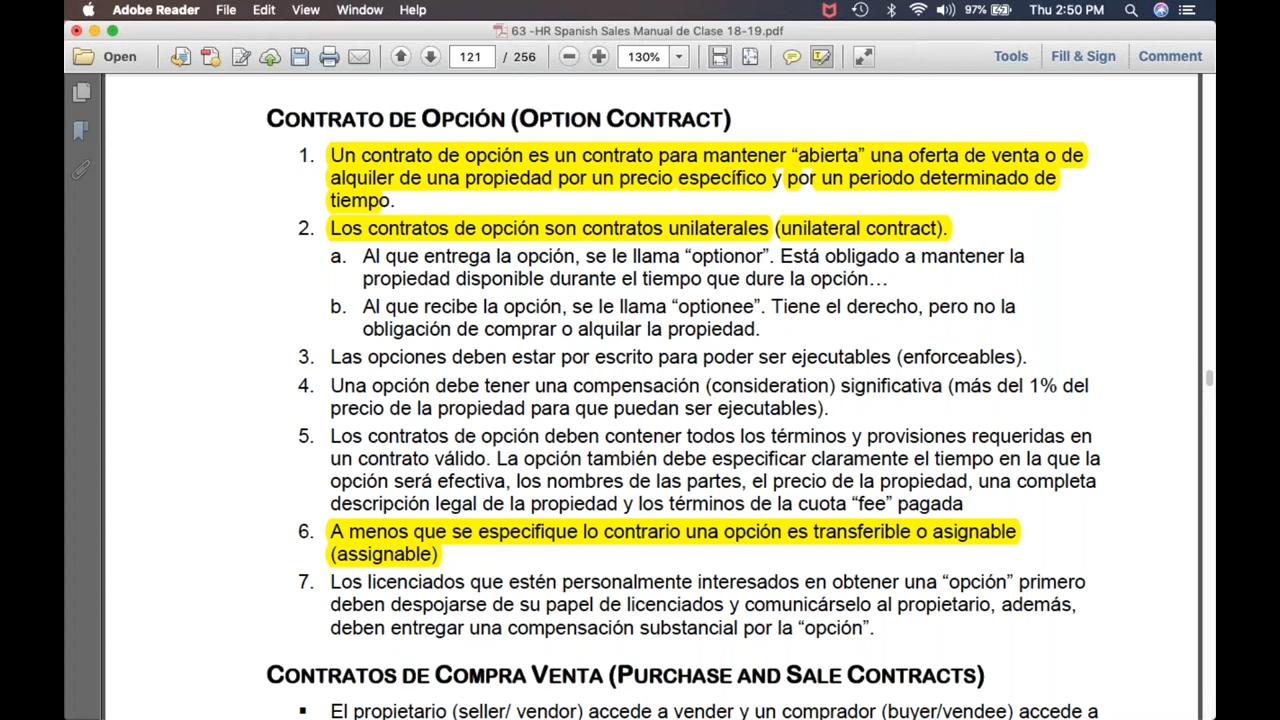 Adobe Reader File Edit View Window Help 97% Thu 2:50 PM
63 -HR Spanish Sales Manual de Clase 18-19.pdf
Open 121 / 256 130% Tools Fill & Sign Comment
CONTRATO DE OPCIÓN (OPTION CONTRACT)
1. Un contrato de opción es un contrato para mantener “abierta” una oferta de venta o de
alquiler de una propiedad por un precio específico y por un periodo determinado de
tiempo.
2. Los contratos de opción son contratos unilaterales (unilateral contract).
a. Al que entrega la opción, se le llama “optionor”. Está obligado a mantener la
propiedad disponible durante el tiempo que dure la opción…
b. Al que recibe la opción, se le llama “optionee”. Tiene el derecho, pero no la
obligación de comprar o alquilar la propiedad.
3. Las opciones deben estar por escrito para poder ser ejecutables (enforceables).
4. Una opción debe tener una compensación (consideration) significativa (más del 1% del
precio de la propiedad para que puedan ser ejecutables).
5. Los contratos de opción deben contener todos los términos y provisiones requeridas en
un contrato válido. La opción también debe especificar claramente el tiempo en la que la
opción será efectiva, los nombres de las partes, el precio de la propiedad, una completa
descripción legal de la propiedad y los términos de la cuota “fee” pagada
6. A menos que se especifique lo contrario una opción es transferible o asignable
(assignable)
7. Los licenciados que estén personalmente interesados en obtener una “opción” primero
deben despojarse de su papel de licenciados y comunicárselo al propietario, además,
deben entregar una compensación substancial por la “opción”.
CONTRATOS DE COMPRA VENTA (PURCHASE AND SALE CONTRACTS)
▪ El propietario (seller/ vendor) accede a vender y un comprador (buyer/vendee) accede a